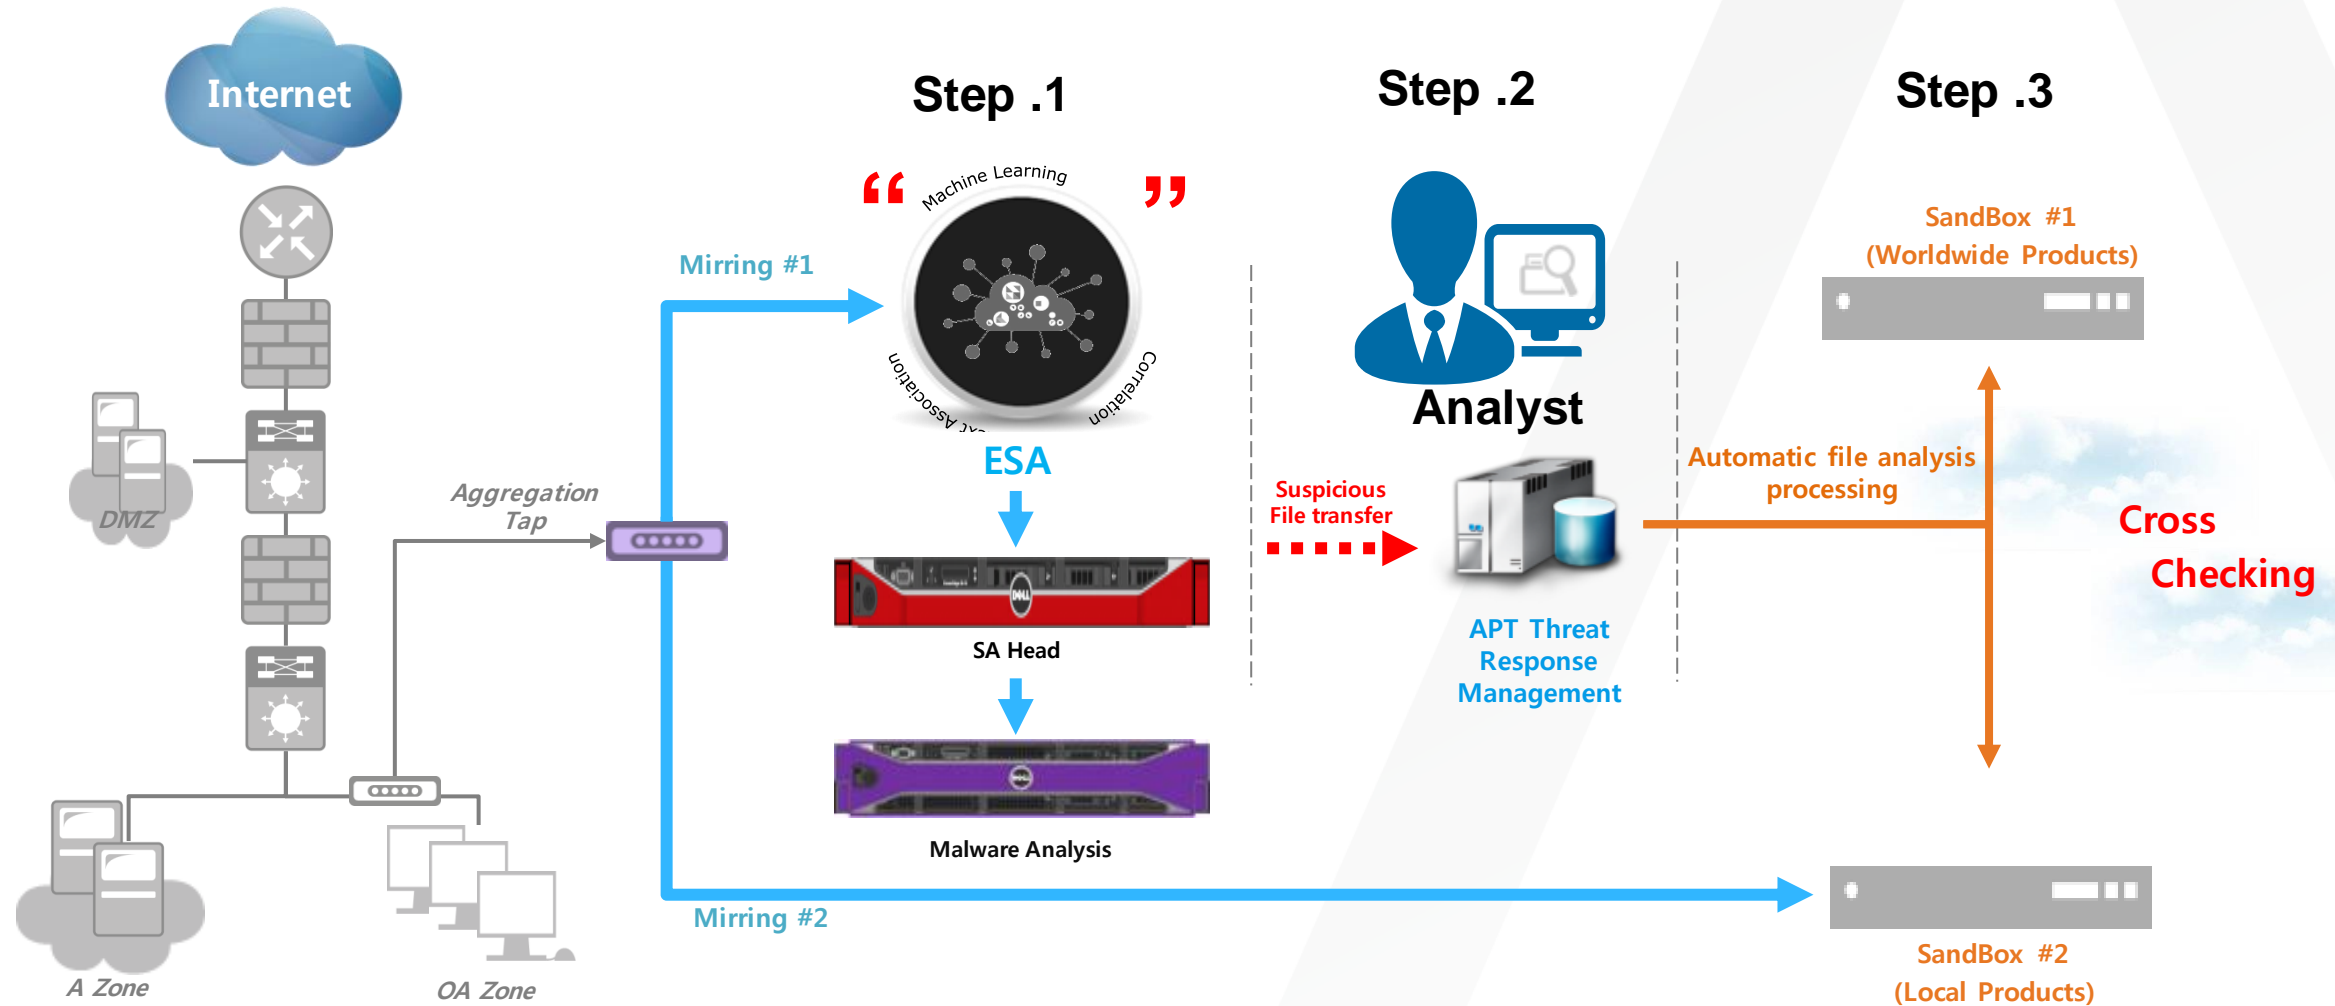 Internet
Step .1
Step .2
Step .3
Machine Learning
Correlation
Association
ESA
SA Head
Malware Analysis
Mirring #1
Mirring #2
Aggregation
Tap
DMZ
A Zone
OA Zone
Suspicious
File transfer
Analyst
APT Threat
Response
Management
Automatic file analysis
processing
SandBox #1
(Worldwide Products)
Cross
Checking
SandBox #2
(Local Products)
DELL
DELL